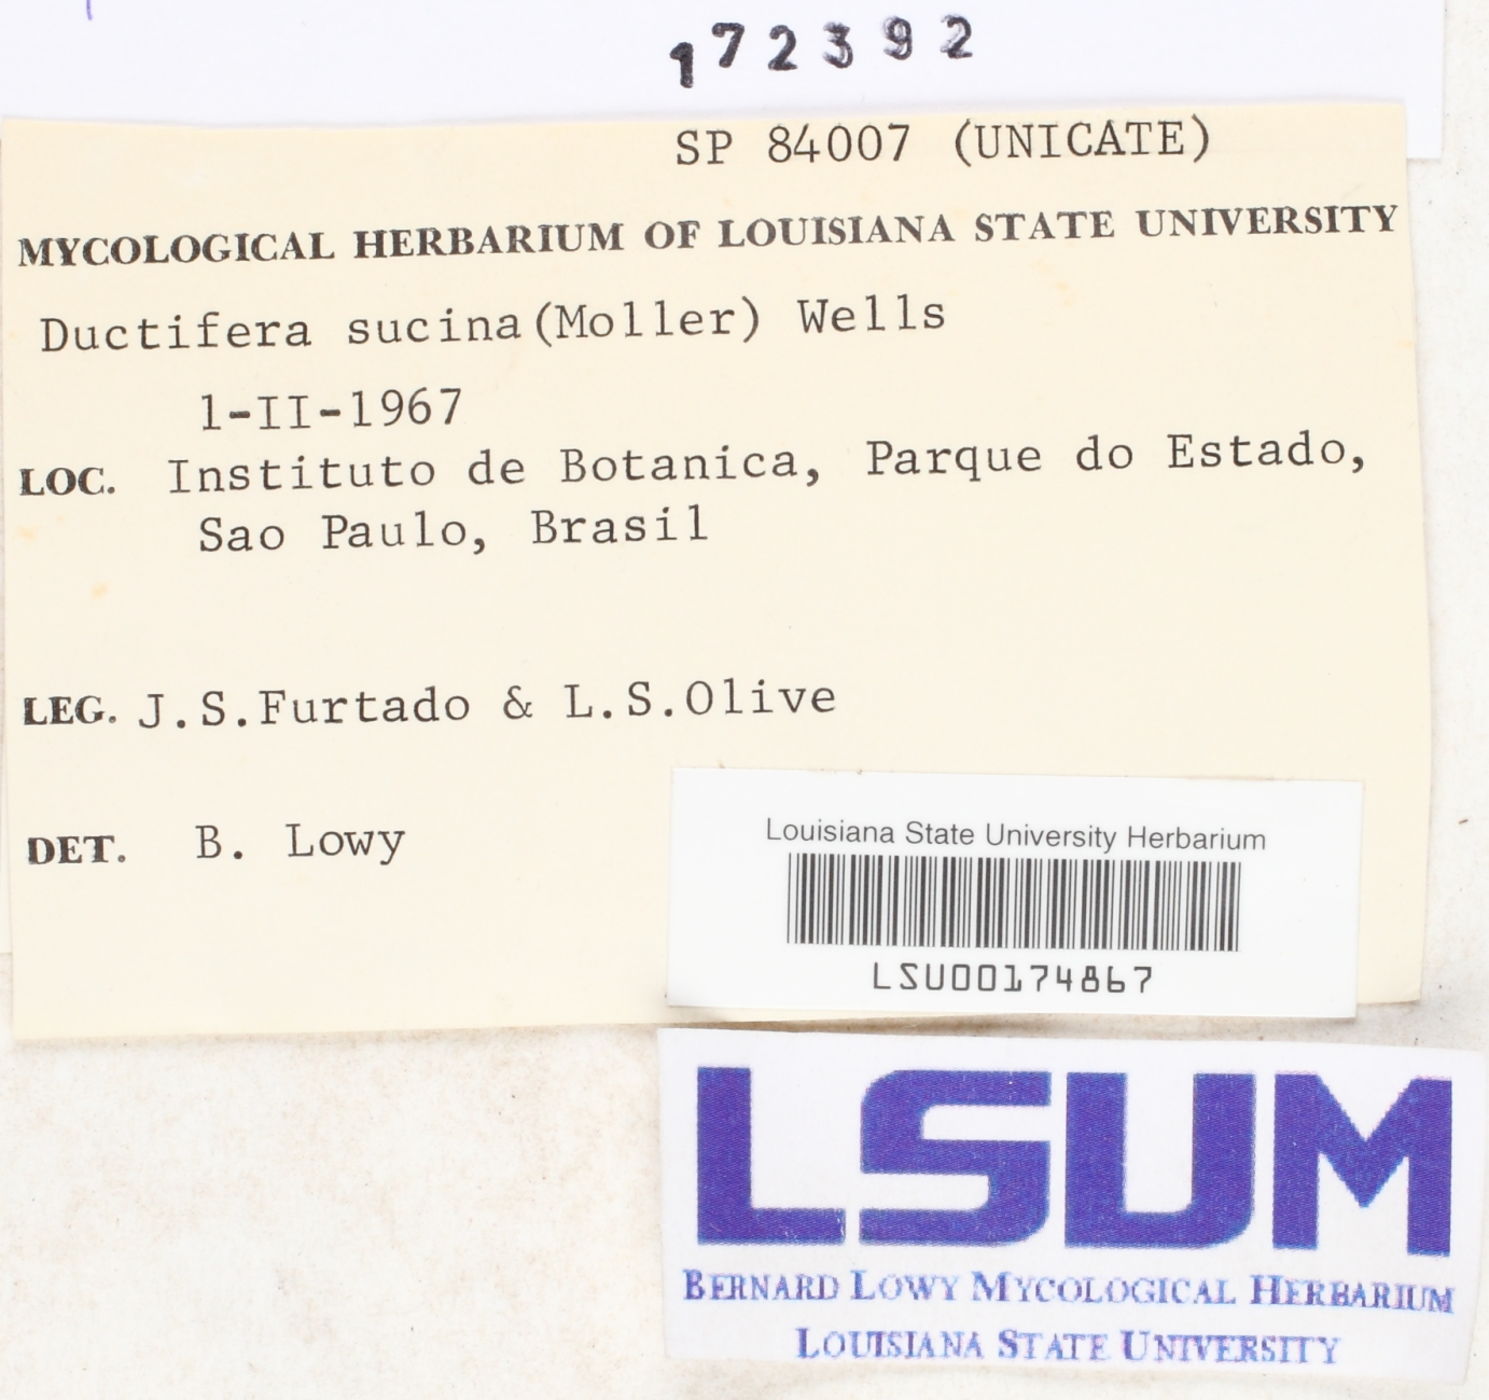 172392
SP 84007 (UNICATE)
MYCOLOGICAL HERBARIUM OF LOUISIANA STATE UNIVERSITY
Ductifera sucina(Moller) Wells
1-II-1967
LOC. Instituto de Botanica, Parque do Estado,
Sao Paulo, Brasil
LEG. J.S.Furtado & L.S.Olive
DET. B. Lowy
Louisiana State University Herbarium
LSU00174867
LSUM
BERNARD LOWY MYCOLOGICAL HERBARIUM
LOUISIANA STATE UNIVERSITY